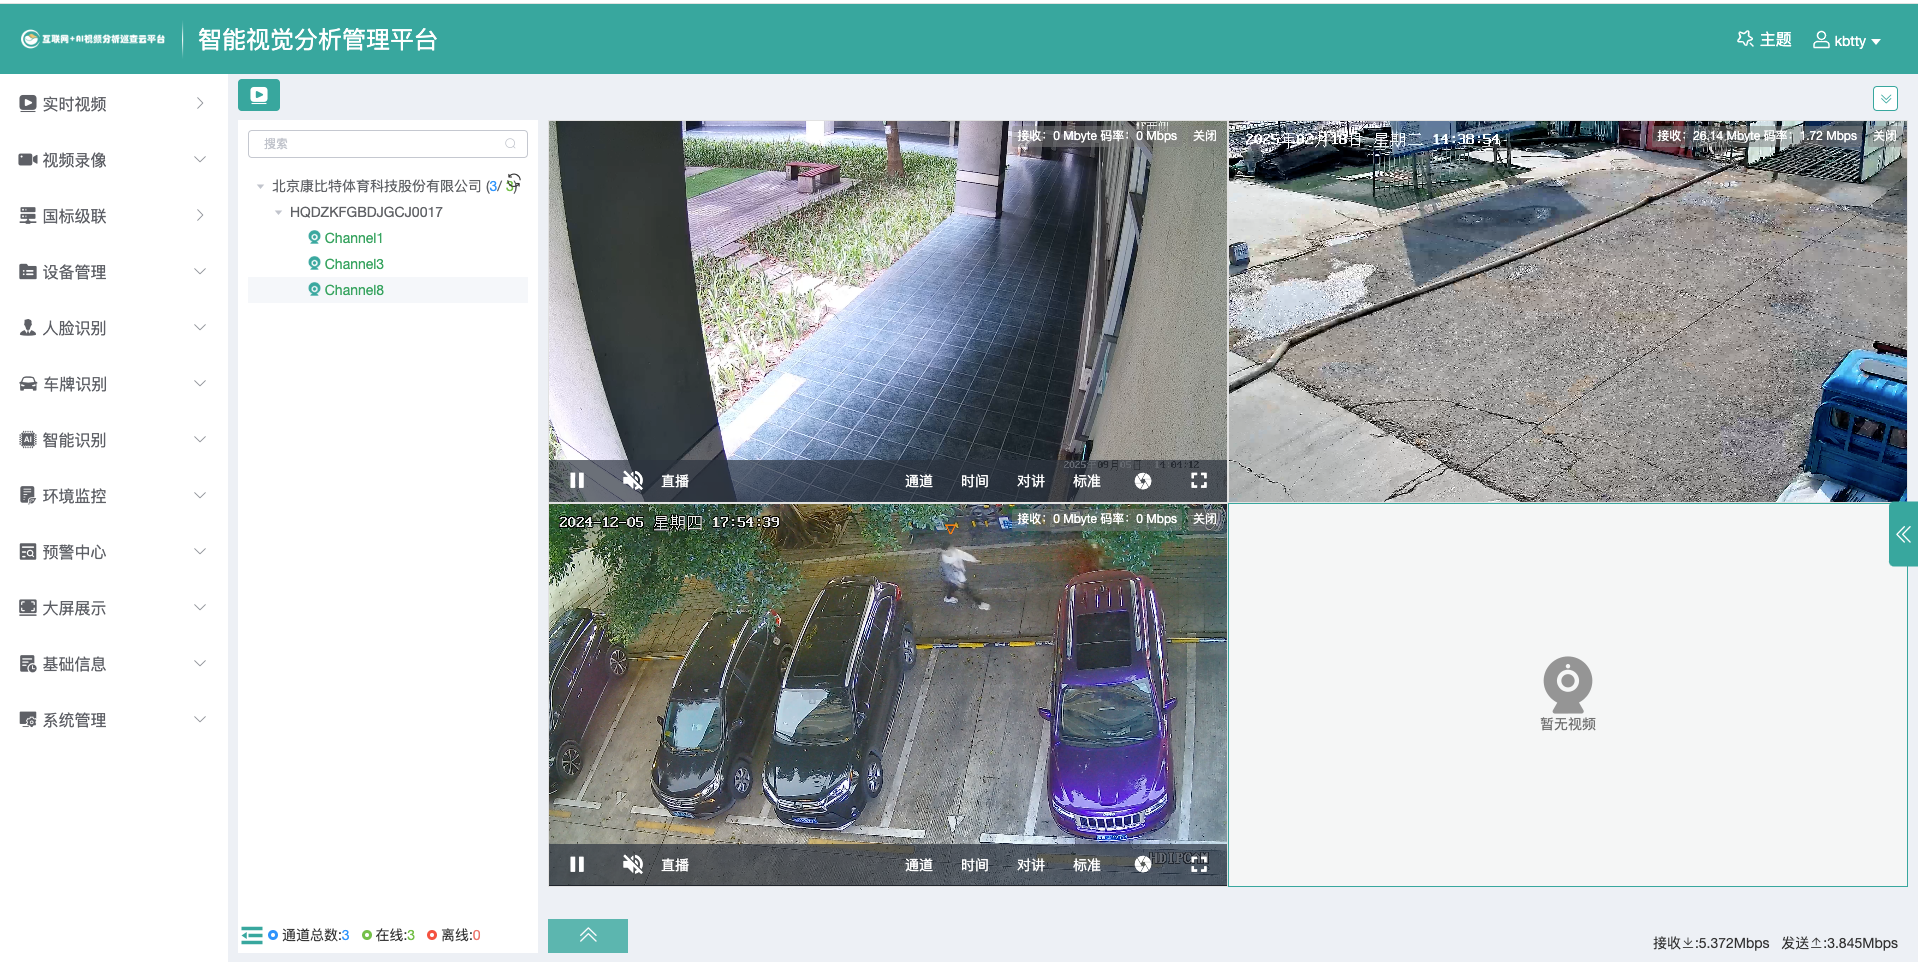 互联网+AI视频分析巡查云平台
智能视觉分析管理平台
主题
kbtty
实时视频
视频录像
国标级联
设备管理
人脸识别
车牌识别
智能识别
环境监控
预警中心
大屏展示
基础信息
系统管理
搜索
北京康比特体育科技股份有限公司 (3/ 3)
HQDZKFGBDJGCJ0017
Channel1
Channel3
Channel8
通道总数:3 在线:3 离线:0
接收：0 Mbyte 码率：0 Mbps 关闭
直播 通道 时间 对讲 标准
2025年02月18日 星期二 14:38:54
接收：26.14 Mbyte 码率：1.72 Mbps 关闭
2024-12-05 星期四 17:54:39
接收：0 Mbyte 码率：0 Mbps 关闭
直播 通道 时间 对讲 标准
暂无视频
接收:5.372Mbps 发送:3.845Mbps